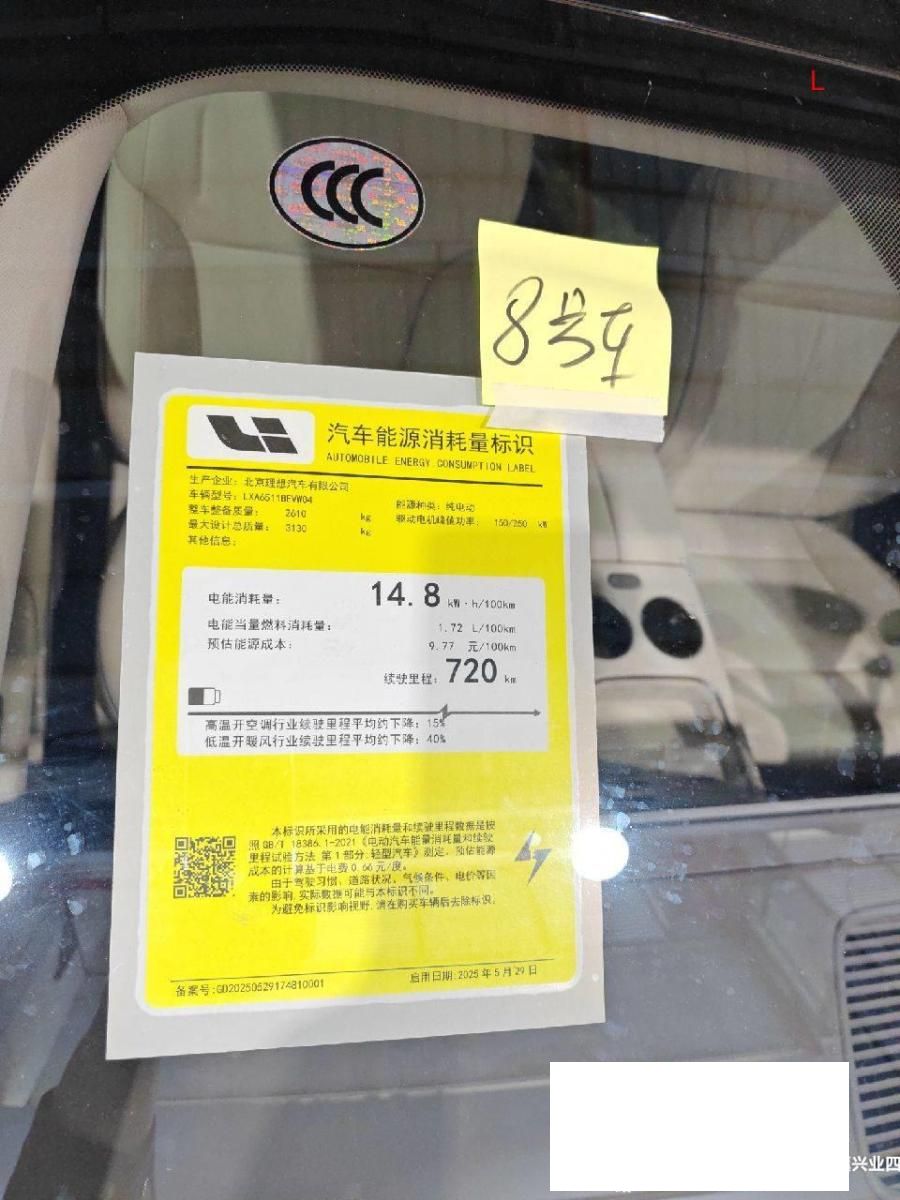 L
CCC
8号车
Li
汽车能源消耗量标识
AUTOMOBILE ENERGY CONSUMPTION LABEL
生产企业：北京理想汽车有限公司
车辆型号：LXA6511BEVW04
能源种类：纯电动
整车整备质量： 2610 kg
驱动电机峰值功率： 150/250 kW
最大设计总质量： 3130 kg
其他信息：
电能消耗量： 14.8 kW·h/100km
电能当量燃料消耗量： 1.72 L/100km
预估能源成本： 9.77 元/100km
续驶里程：720 km
高温开空调行业续驶里程平均约下降：15%
低温开暖风行业续驶里程平均约下降：40%
本标识所采用的电能消耗量和续驶里程数据是按
照GB/T 18386.1-2021《电动汽车能量消耗量和续驶
里程试验方法 第1部分:轻型汽车》测定，预估能源
成本的计算基于电费0.66元/度。
由于驾驶习惯、道路状况、气候条件、电价等因
素的影响,实际数据可能与本标识不同。
为避免标识影响视野,请在购买车辆后去除标识。
备案号:GD20250529174810001
启用日期:2025年5月29日
兴业四